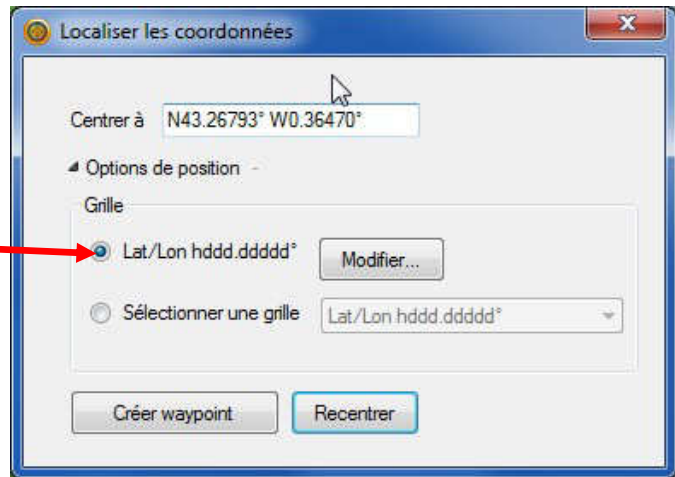 Localiser les coordonnées
Centrer à N43.26793° W0.36470°
Options de position -
Grille
Lat/Lon hddd.ddddd° Modifier...
Sélectionner une grille Lat/Lon hddd.ddddd°
Créer waypoint Recentrer